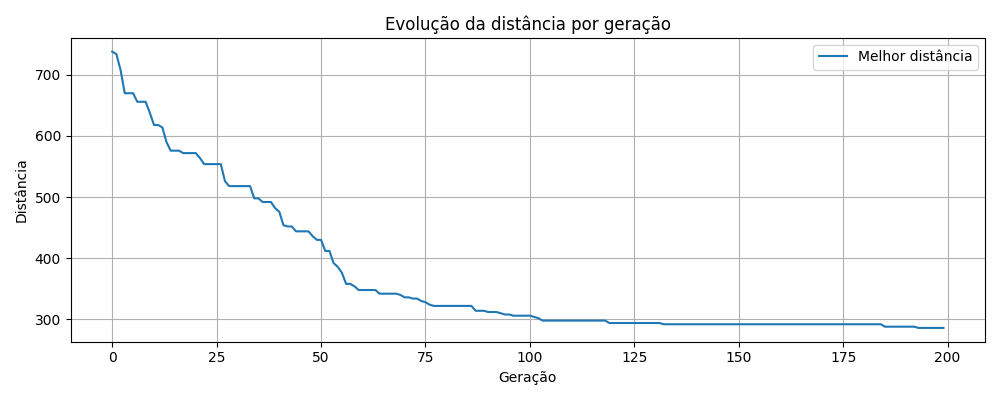 Evolução da distância por geração
Melhor distância
Distância
700
600
500
400
300
0 25 50 75 100 125 150 175 200
Geração